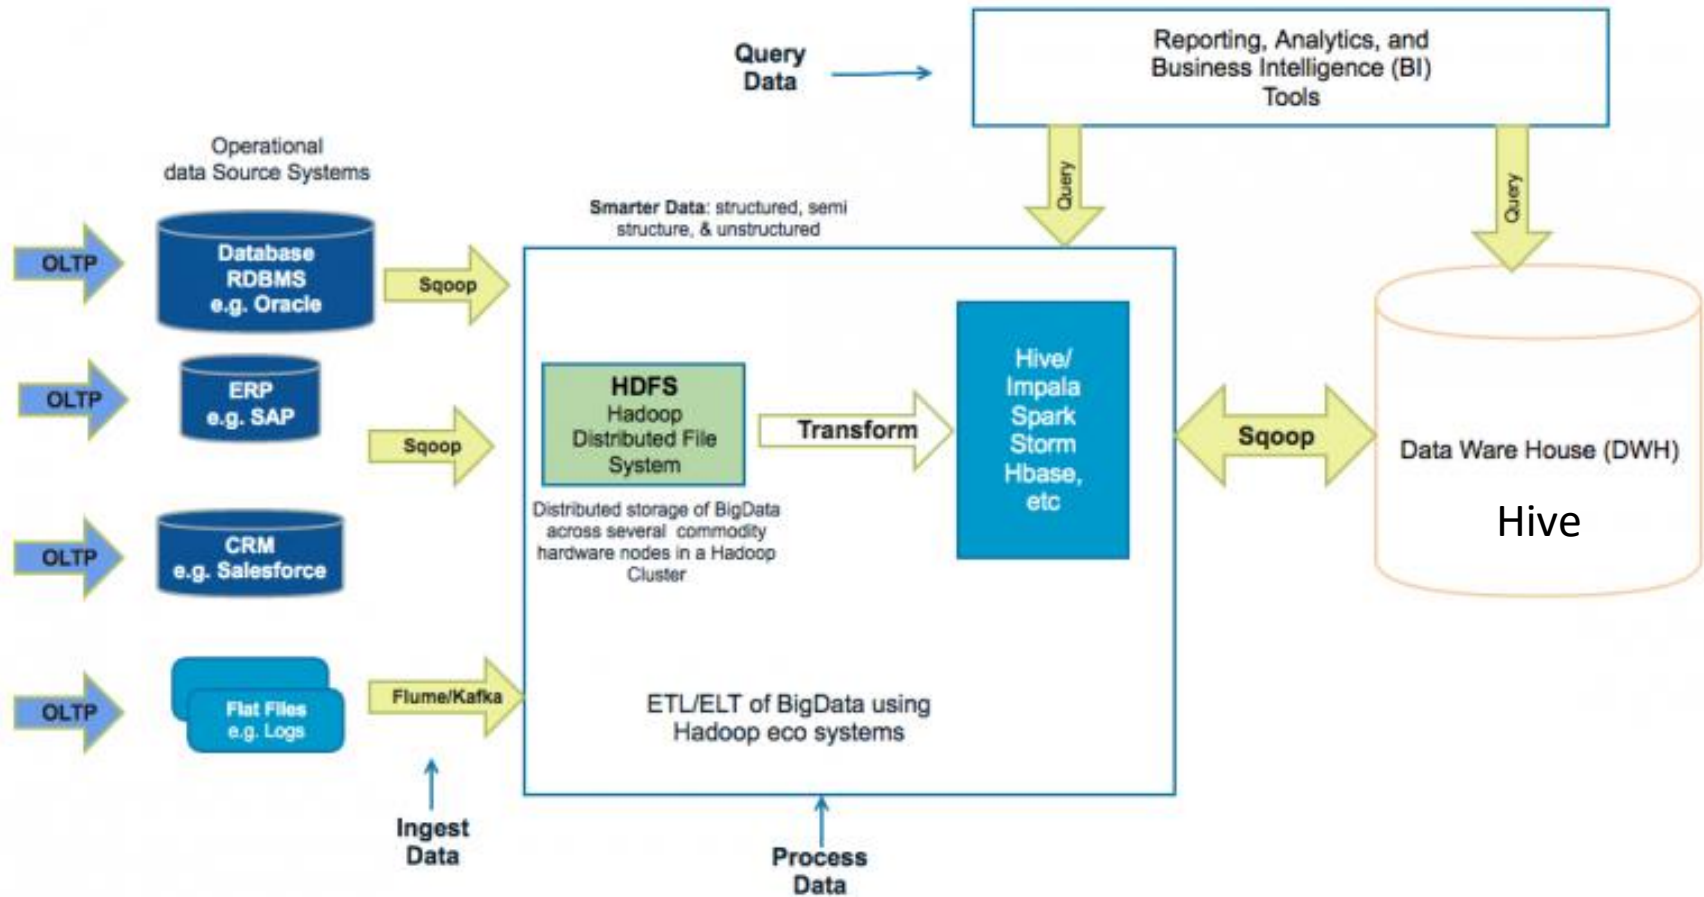 Query
Data
Reporting, Analytics, and
Business Intelligence (BI)
Tools
Query
Query
Operational
data Source Systems
Smarter Data: structured, semi
structure, & unstructured
OLTP
Database
RDBMS
e.g. Oracle
Sqoop
OLTP
ERP
e.g. SAP
Sqoop
OLTP
CRM
e.g. Salesforce
OLTP
Flat Files
e.g. Logs
Flume/Kafka
HDFS
Hadoop
Distributed File
System
Distributed storage of BigData
across several commodity
hardware nodes in a Hadoop
Cluster
Transform
Hive/
Impala
Spark
Storm
Hbase,
etc
ETL/ELT of BigData using
Hadoop eco systems
Sqoop
Data Ware House (DWH)
Hive
Ingest
Data
Process
Data